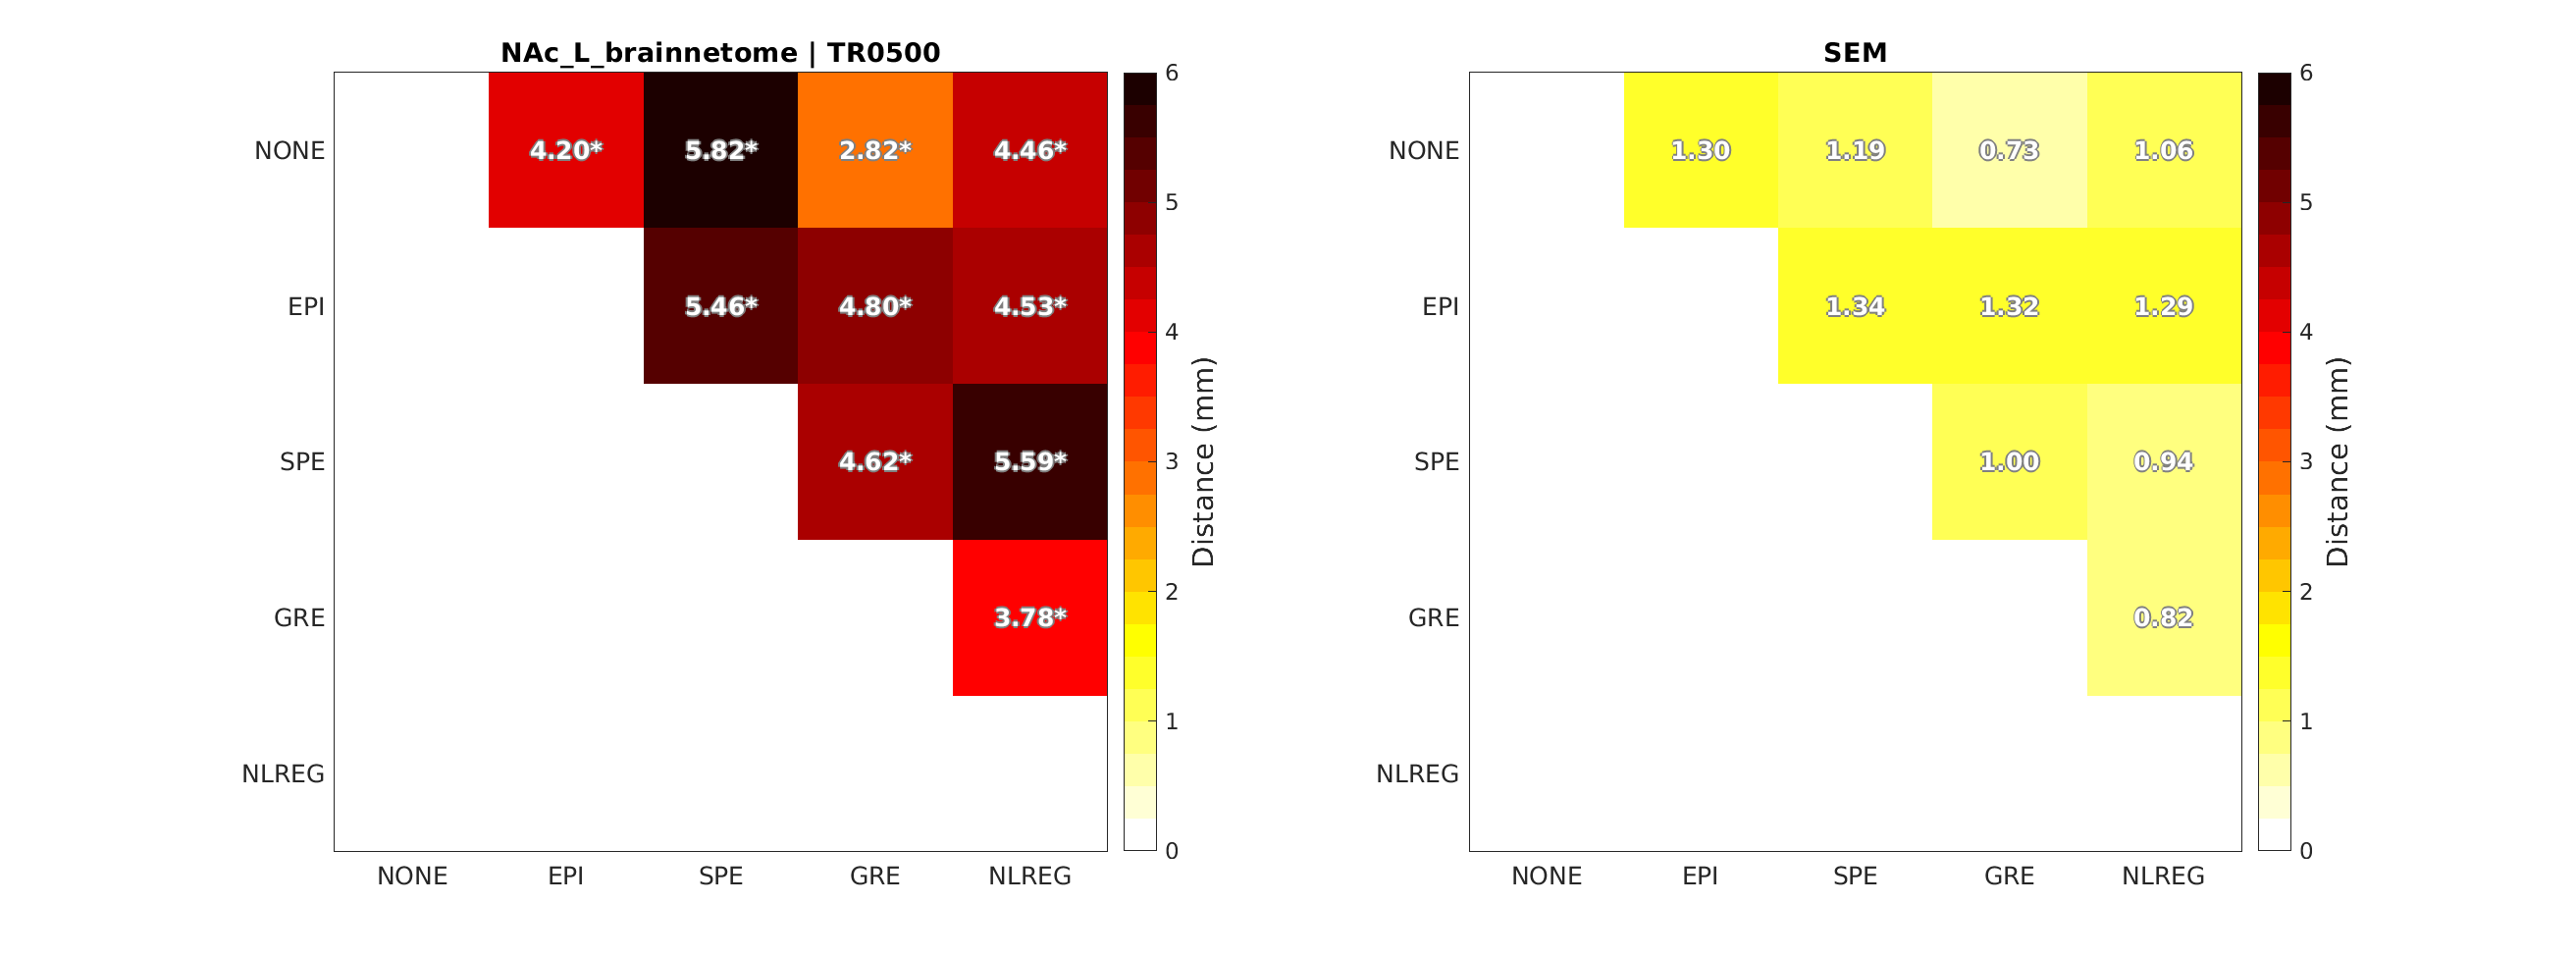 NAc_L_brainnetome | TR0500
NONE
EPI
SPE
GRE
NLREG
4.20* 5.82* 2.82* 4.46*
5.46* 4.80* 4.53*
4.62* 5.59*
3.78*
NONE EPI SPE GRE NLREG
6
5
4
3
2
1
0
Distance (mm)
SEM
NONE
EPI
SPE
GRE
NLREG
1.30 1.19 0.73 1.06
1.34 1.32 1.29
1.00 0.94
0.82
NONE EPI SPE GRE NLREG
6
5
4
3
2
1
0
Distance (mm)